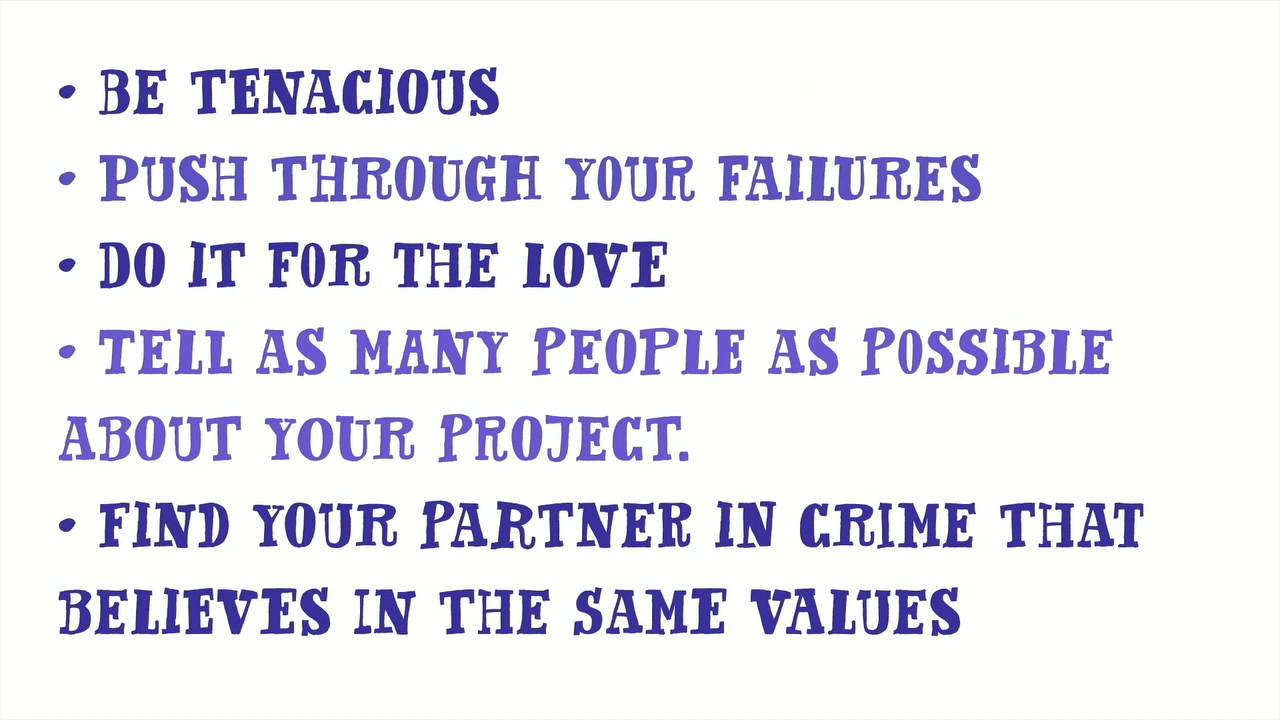 • BE TENACIOUS
• PUSH THROUGH YOUR FAILURES
• DO IT FOR THE LOVE
• TELL AS MANY PEOPLE AS POSSIBLE
ABOUT YOUR PROJECT.
• FIND YOUR PARTNER IN CRIME THAT
BELIEVES IN THE SAME VALUES